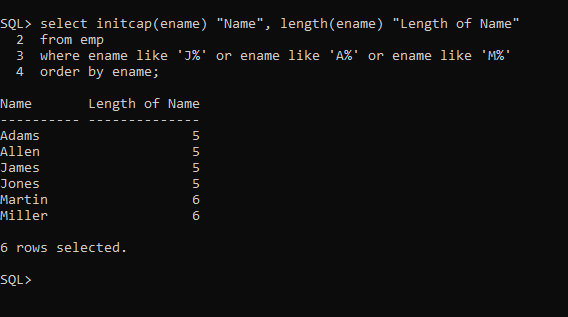 SQL> select initcap(ename) "Name", length(ename) "Length of Name"
  2  from emp
  3  where ename like 'J%' or ename like 'A%' or ename like 'M%'
  4  order by ename;

Name       Length of Name
---------- --------------
Adams                   5
Allen                   5
James                   5
Jones                   5
Martin                  6
Miller                  6

6 rows selected.

SQL>